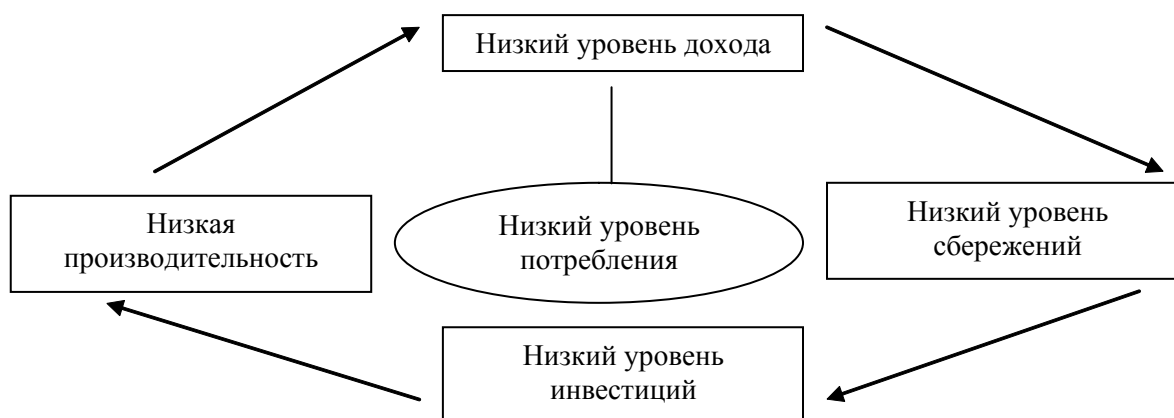 Низкий уровень дохода
Низкая
производительность
Низкий уровень
потребления
Низкий уровень
сбережений
Низкий уровень
инвестиций